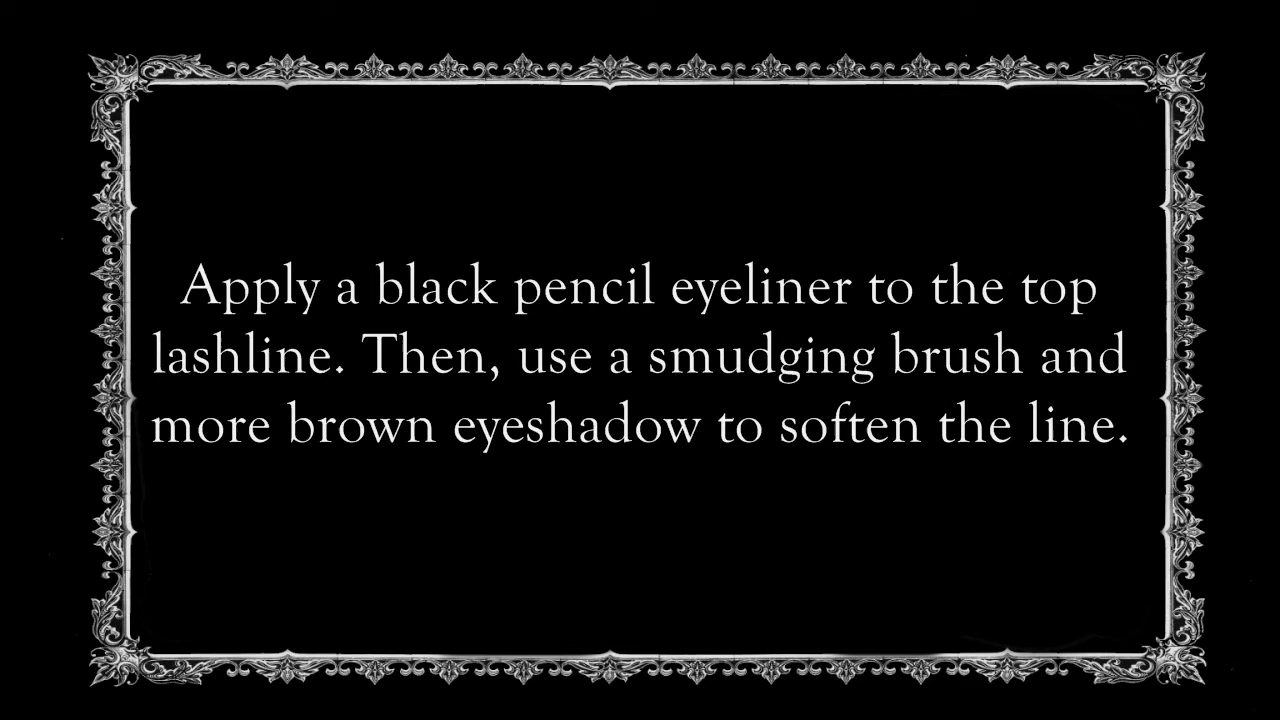 Apply a black pencil eyeliner to the top
lashline. Then, use a smudging brush and
more brown eyeshadow to soften the line.